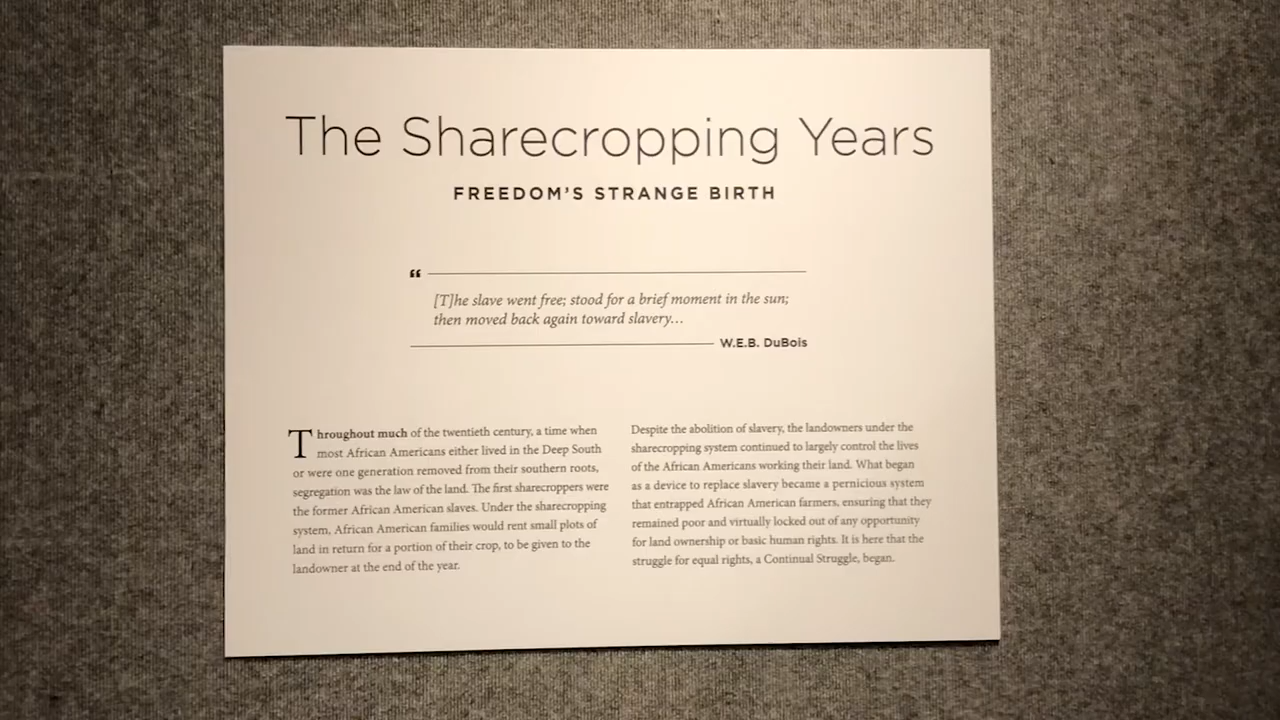 The Sharecropping Years
FREEDOM'S STRANGE BIRTH
“
[T]he slave went free; stood for a brief moment in the sun;
then moved back again toward slavery…
W.E.B. DuBois
Throughout much of the twentieth century, a time when
most African Americans either lived in the Deep South
or were one generation removed from their southern roots,
segregation was the law of the land. The first sharecroppers were
the former African American slaves. Under the sharecropping
system, African American families would rent small plots of
land in return for a portion of their crop, to be given to the
landowner at the end of the year.
Despite the abolition of slavery, the landowners under the
sharecropping system continued to largely control the lives
of the African Americans working their land. What began
as a device to replace slavery became a pernicious system
that entrapped African American farmers, ensuring that they
remained poor and virtually locked out of any opportunity
for land ownership or basic human rights. It is here that the
struggle for equal rights, a Continual Struggle, began.